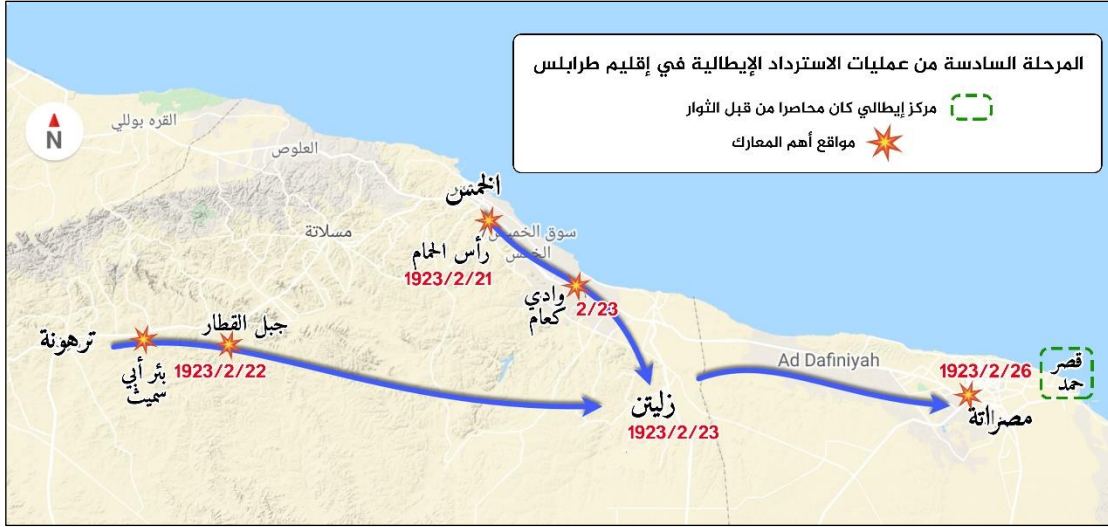 المرحلة السادسة من عمليات الاسترداد الإيطالية في إقليم طرابلس
مركز إيطالي كان محاصرا من قبل الثوار
مواقع أهم المعارك
N
القره بوللي
العلوص
الخمس
سوق الخميس/
الخمس
رأس الحمام
1923/2/21
مسلاتة
وادي
كعام
2/23
ترهونة
جبل القطار
1923/2/22
بئر أبي
سميث
زليتن
1923/2/23
Ad Dafiniyah
1923/2/26
مصراتة
قصر
حمد